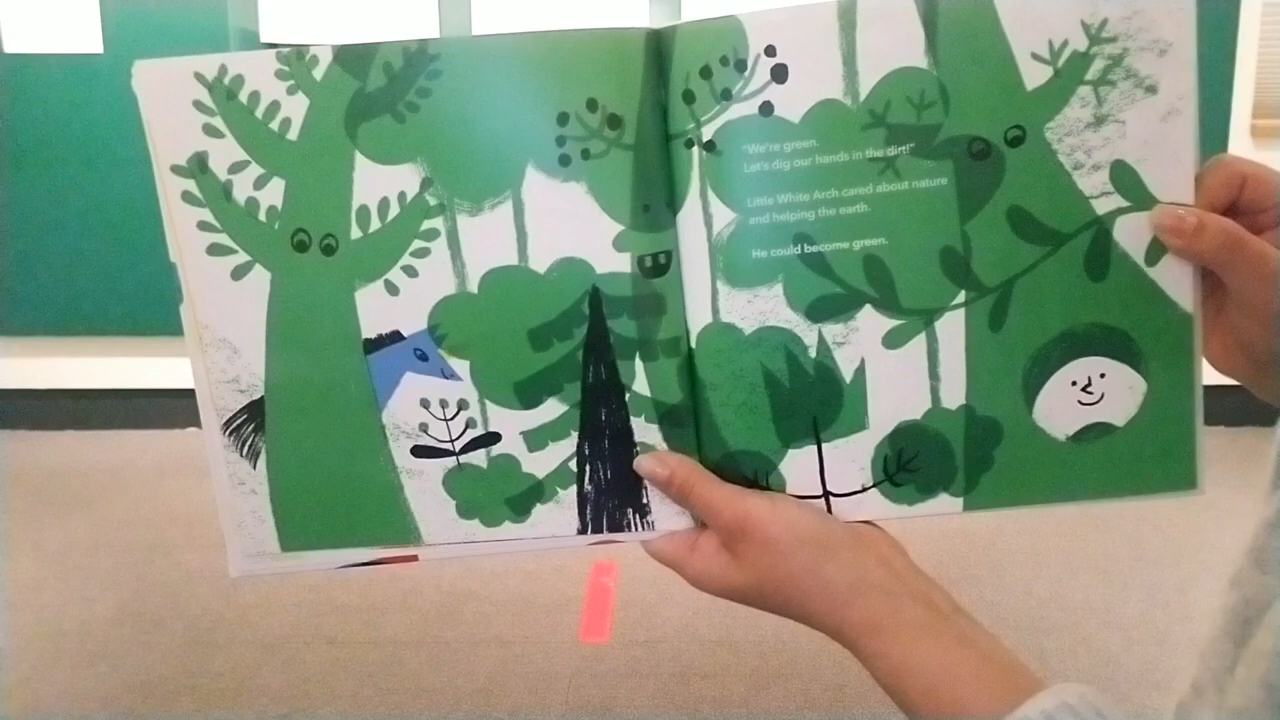 "We're green.
Let's dig our hands in the dirt!"
Little White Arch cared about nature
and helping the earth.
He could become green.